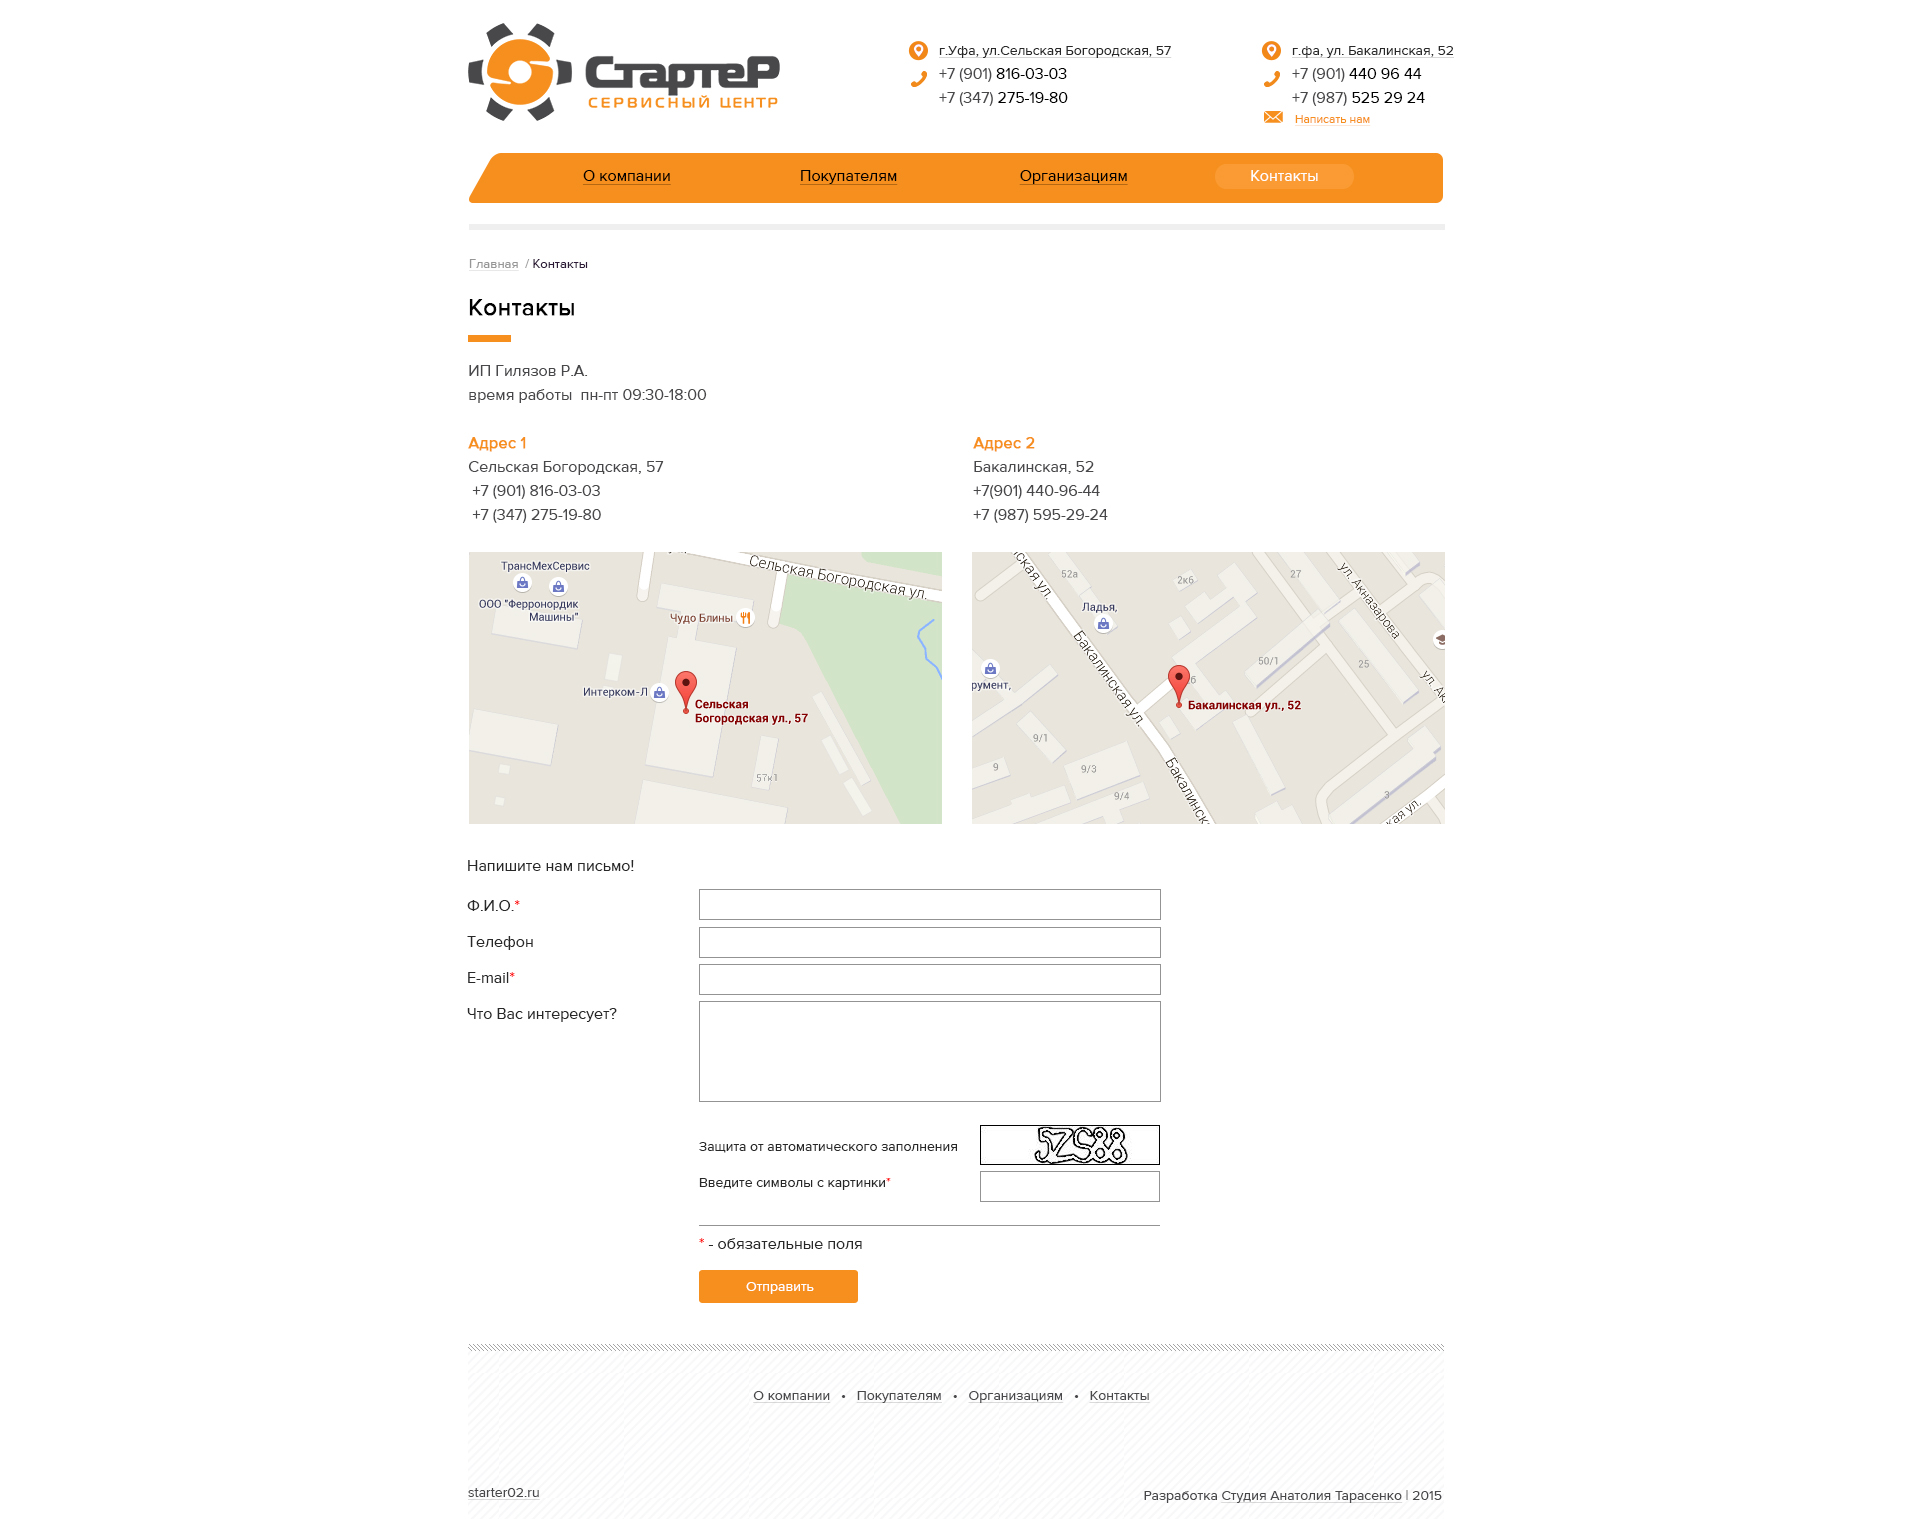 СтартеР
СЕРВИСНЫЙ ЦЕНТР
г.Уфа, ул.Сельская Богородская, 57
+7 (901) 816-03-03
+7 (347) 275-19-80
г.фа, ул. Бакалинская, 52
+7 (901) 440 96 44
+7 (987) 525 29 24
Написать нам
О компании
Покупателям
Организациям
Контакты
Главная / Контакты
Контакты
ИП Гилязов Р.А.
время работы пн-пт 09:30-18:00
Адрес 1
Сельская Богородская, 57
+7 (901) 816-03-03
+7 (347) 275-19-80
Адрес 2
Бакалинская, 52
+7(901) 440-96-44
+7 (987) 595-29-24
ТрансМехСервис
ООО "Ферронордик
Машины"
Сельская Богородская ул.
Чудо Блины
Интерком-Л
Сельская
Богородская ул., 57
57к1
нская ул.
52а
2к6
27
ул. Акназарова
Ладья,
Бакалинская ул.
50/1
25
румент,
6
ул. Ак
Бакалинская ул., 52
9/1
9
9/3
9/4
Бакалинска
3
кая ул.
Напишите нам письмо!
Ф.И.О.*
Телефон
E-mail*
Что Вас интересует?
Защита от автоматического заполнения
JZS88
Введите символы с картинки*
* - обязательные поля
Отправить
О компании • Покупателям • Организациям • Контакты
starter02.ru
Разработка Студия Анатолия Тарасенко | 2015